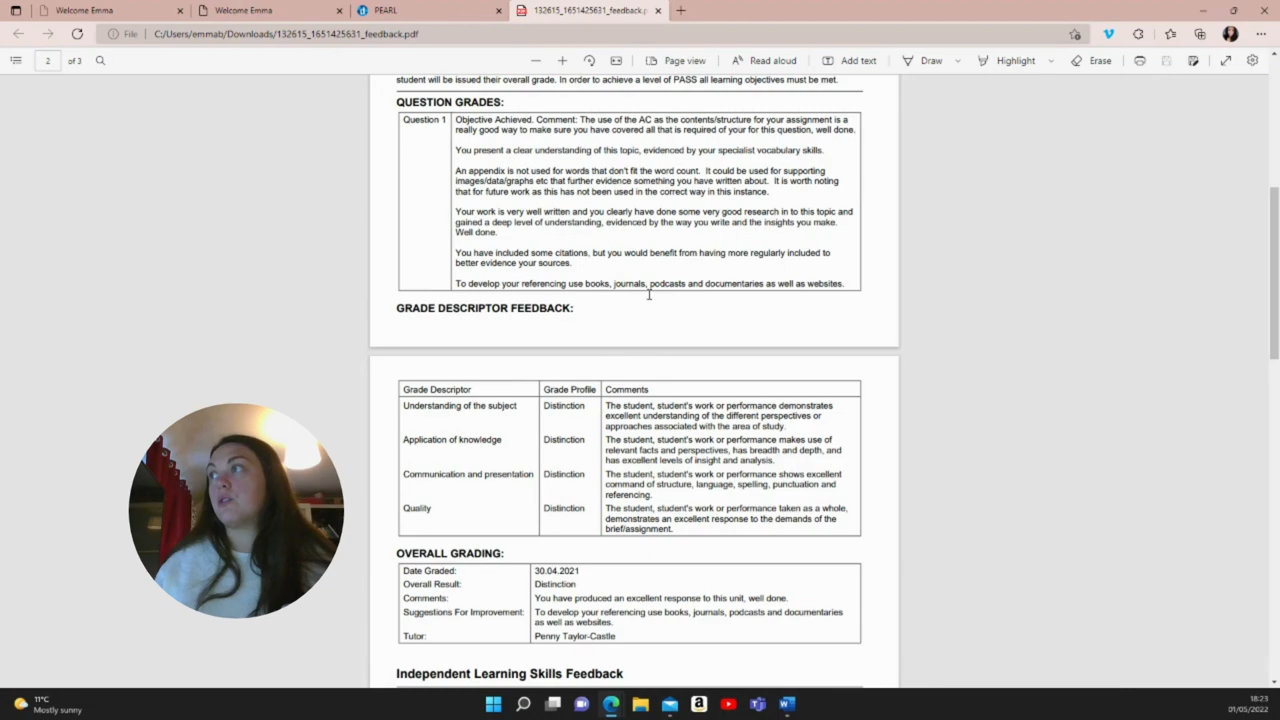 Welcome Emma
Welcome Emma
PEARL
132615_1651425631_feedback.p
File C:/Users/emmab/Downloads/132615_1651425631_feedback.pdf
2 of 3
Page view
Read aloud
Add text
Draw
Highlight
Erase
student will be issued their overall grade. In order to achieve a level of PASS all learning objectives must be met.
QUESTION GRADES:
Question 1 Objective Achieved. Comment: The use of the AC as the contents/structure for your assignment is a
really good way to make sure you have covered all that is required of your for this question, well done.
You present a clear understanding of this topic, evidenced by your specialist vocabulary skills.
An appendix is not used for words that don't fit the word count. It could be used for supporting
images/data/graphs etc that further evidence something you have written about. It is worth noting
that for future work as this has not been used in the correct way in this instance.
Your work is very well written and you clearly have done some very good research in to this topic and
gained a deep level of understanding, evidenced by the way you write and the insights you make.
Well done.
You have included some citations, but you would benefit from having more regularly included to
better evidence your sources.
To develop your referencing use books, journals, podcasts and documentaries as well as websites.
GRADE DESCRIPTOR FEEDBACK:
Grade Descriptor Grade Profile Comments
Understanding of the subject Distinction The student, student's work or performance demonstrates
excellent understanding of the different perspectives or
approaches associated with the area of study.
Application of knowledge Distinction The student, student's work or performance makes use of
relevant facts and perspectives, has breadth and depth, and
has excellent levels of insight and analysis.
Communication and presentation Distinction The student, student's work or performance shows excellent
command of structure, language, spelling, punctuation and
referencing.
Quality Distinction The student, student's work or performance taken as a whole,
demonstrates an excellent response to the demands of the
brief/assignment.
OVERALL GRADING:
Date Graded: 30.04.2021
Overall Result: Distinction
Comments: You have produced an excellent response to this unit, well done.
Suggestions For Improvement: To develop your referencing use books, journals, podcasts and documentaries
as well as websites.
Tutor: Penny Taylor-Castle
Independent Learning Skills Feedback
11°C
Mostly sunny
18:23
01/05/2022